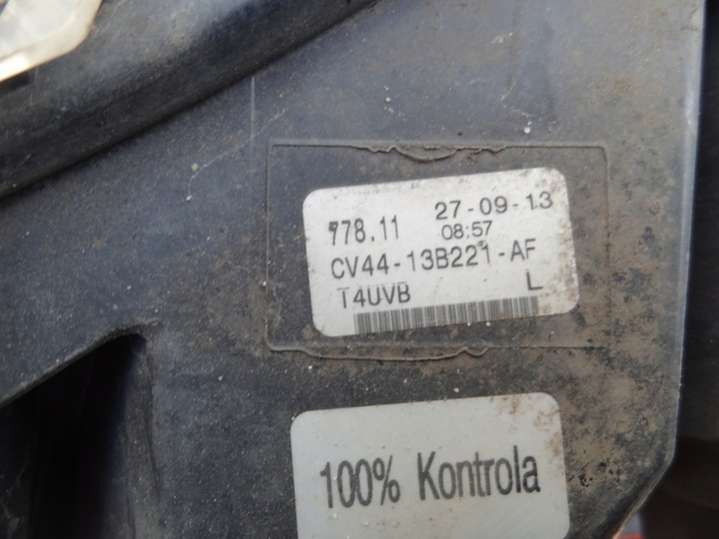 778.11 27-09-13
08:57
CV44-13B221-AF
T4UVB L
100% Kontrola